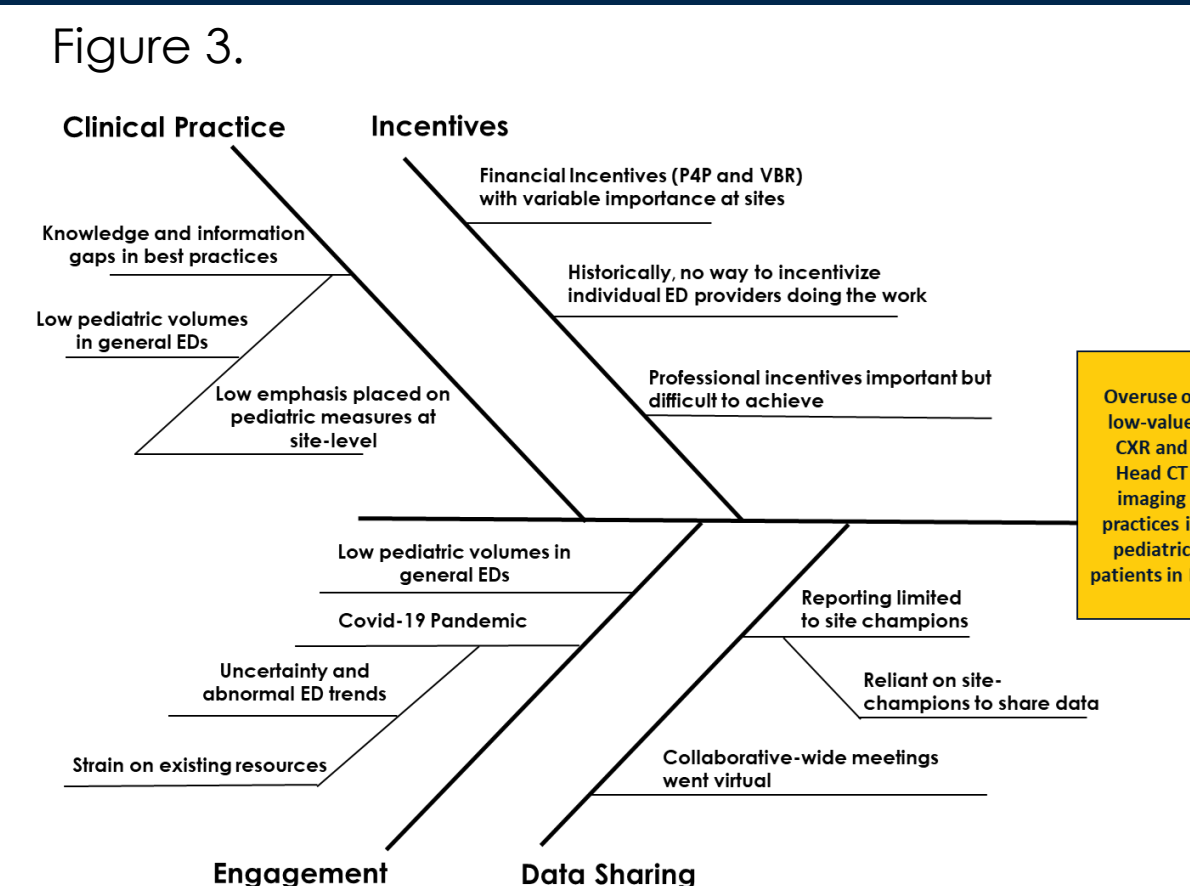 Figure 3.
Clinical Practice
Incentives
Financial Incentives (P4P and VBR)
with variable importance at sites
Knowledge and information
gaps in best practices
Historically, no way to incentivize
individual ED providers doing the work
Low pediatric volumes
in general EDs
Low emphasis placed on
pediatric measures at
site-level
Professional incentives important but
difficult to achieve
Overuse
low-value
CXR and
Head CT
imaging
practices
pediatric
patients in
Low pediatric volumes in
general EDs
Covid-19 Pandemic
Uncertainty and
abnormal ED trends
Strain on existing resources
Reporting limited
to site champions
Reliant on site-
champions to share data
Collaborative-wide meetings
went virtual
Engagement
Data Sharing